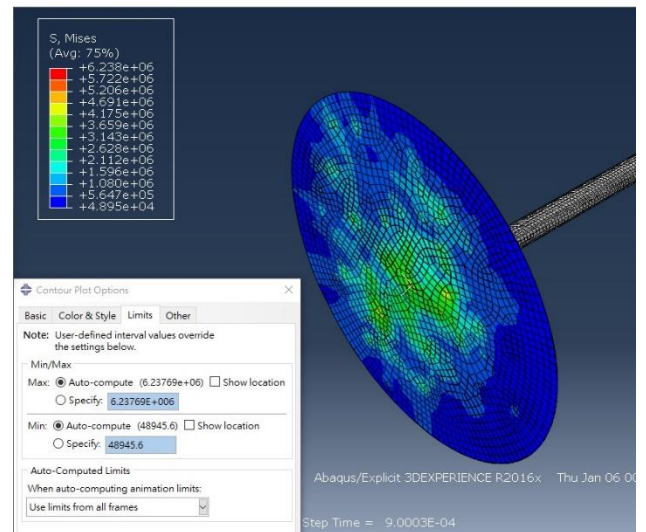 S, Mises
(Avg: 75%)
+6.238e+06
+5.722e+06
+5.206e+06
+4.691e+06
+4.175e+06
+3.659e+06
+3.143e+06
+2.628e+06
+2.112e+06
+1.596e+06
+1.080e+06
+5.647e+05
+4.895e+04
Contour Plot Options
Basic Color & Style Limits Other
Note: User-defined interval values override
the settings below.
Min/Max
Max: Auto-compute (6.23769e+06) Show location
Specify: 6.23769E+006
Min: Auto-compute (48945.6) Show location
Specify: 48945.6
Auto-Computed Limits
When auto-computing animation limits:
Use limits from all frames
Abaqus/Explicit 3DEXPERIENCE R2016x Thu Jan 06 00
Step Time = 9.0003E-04